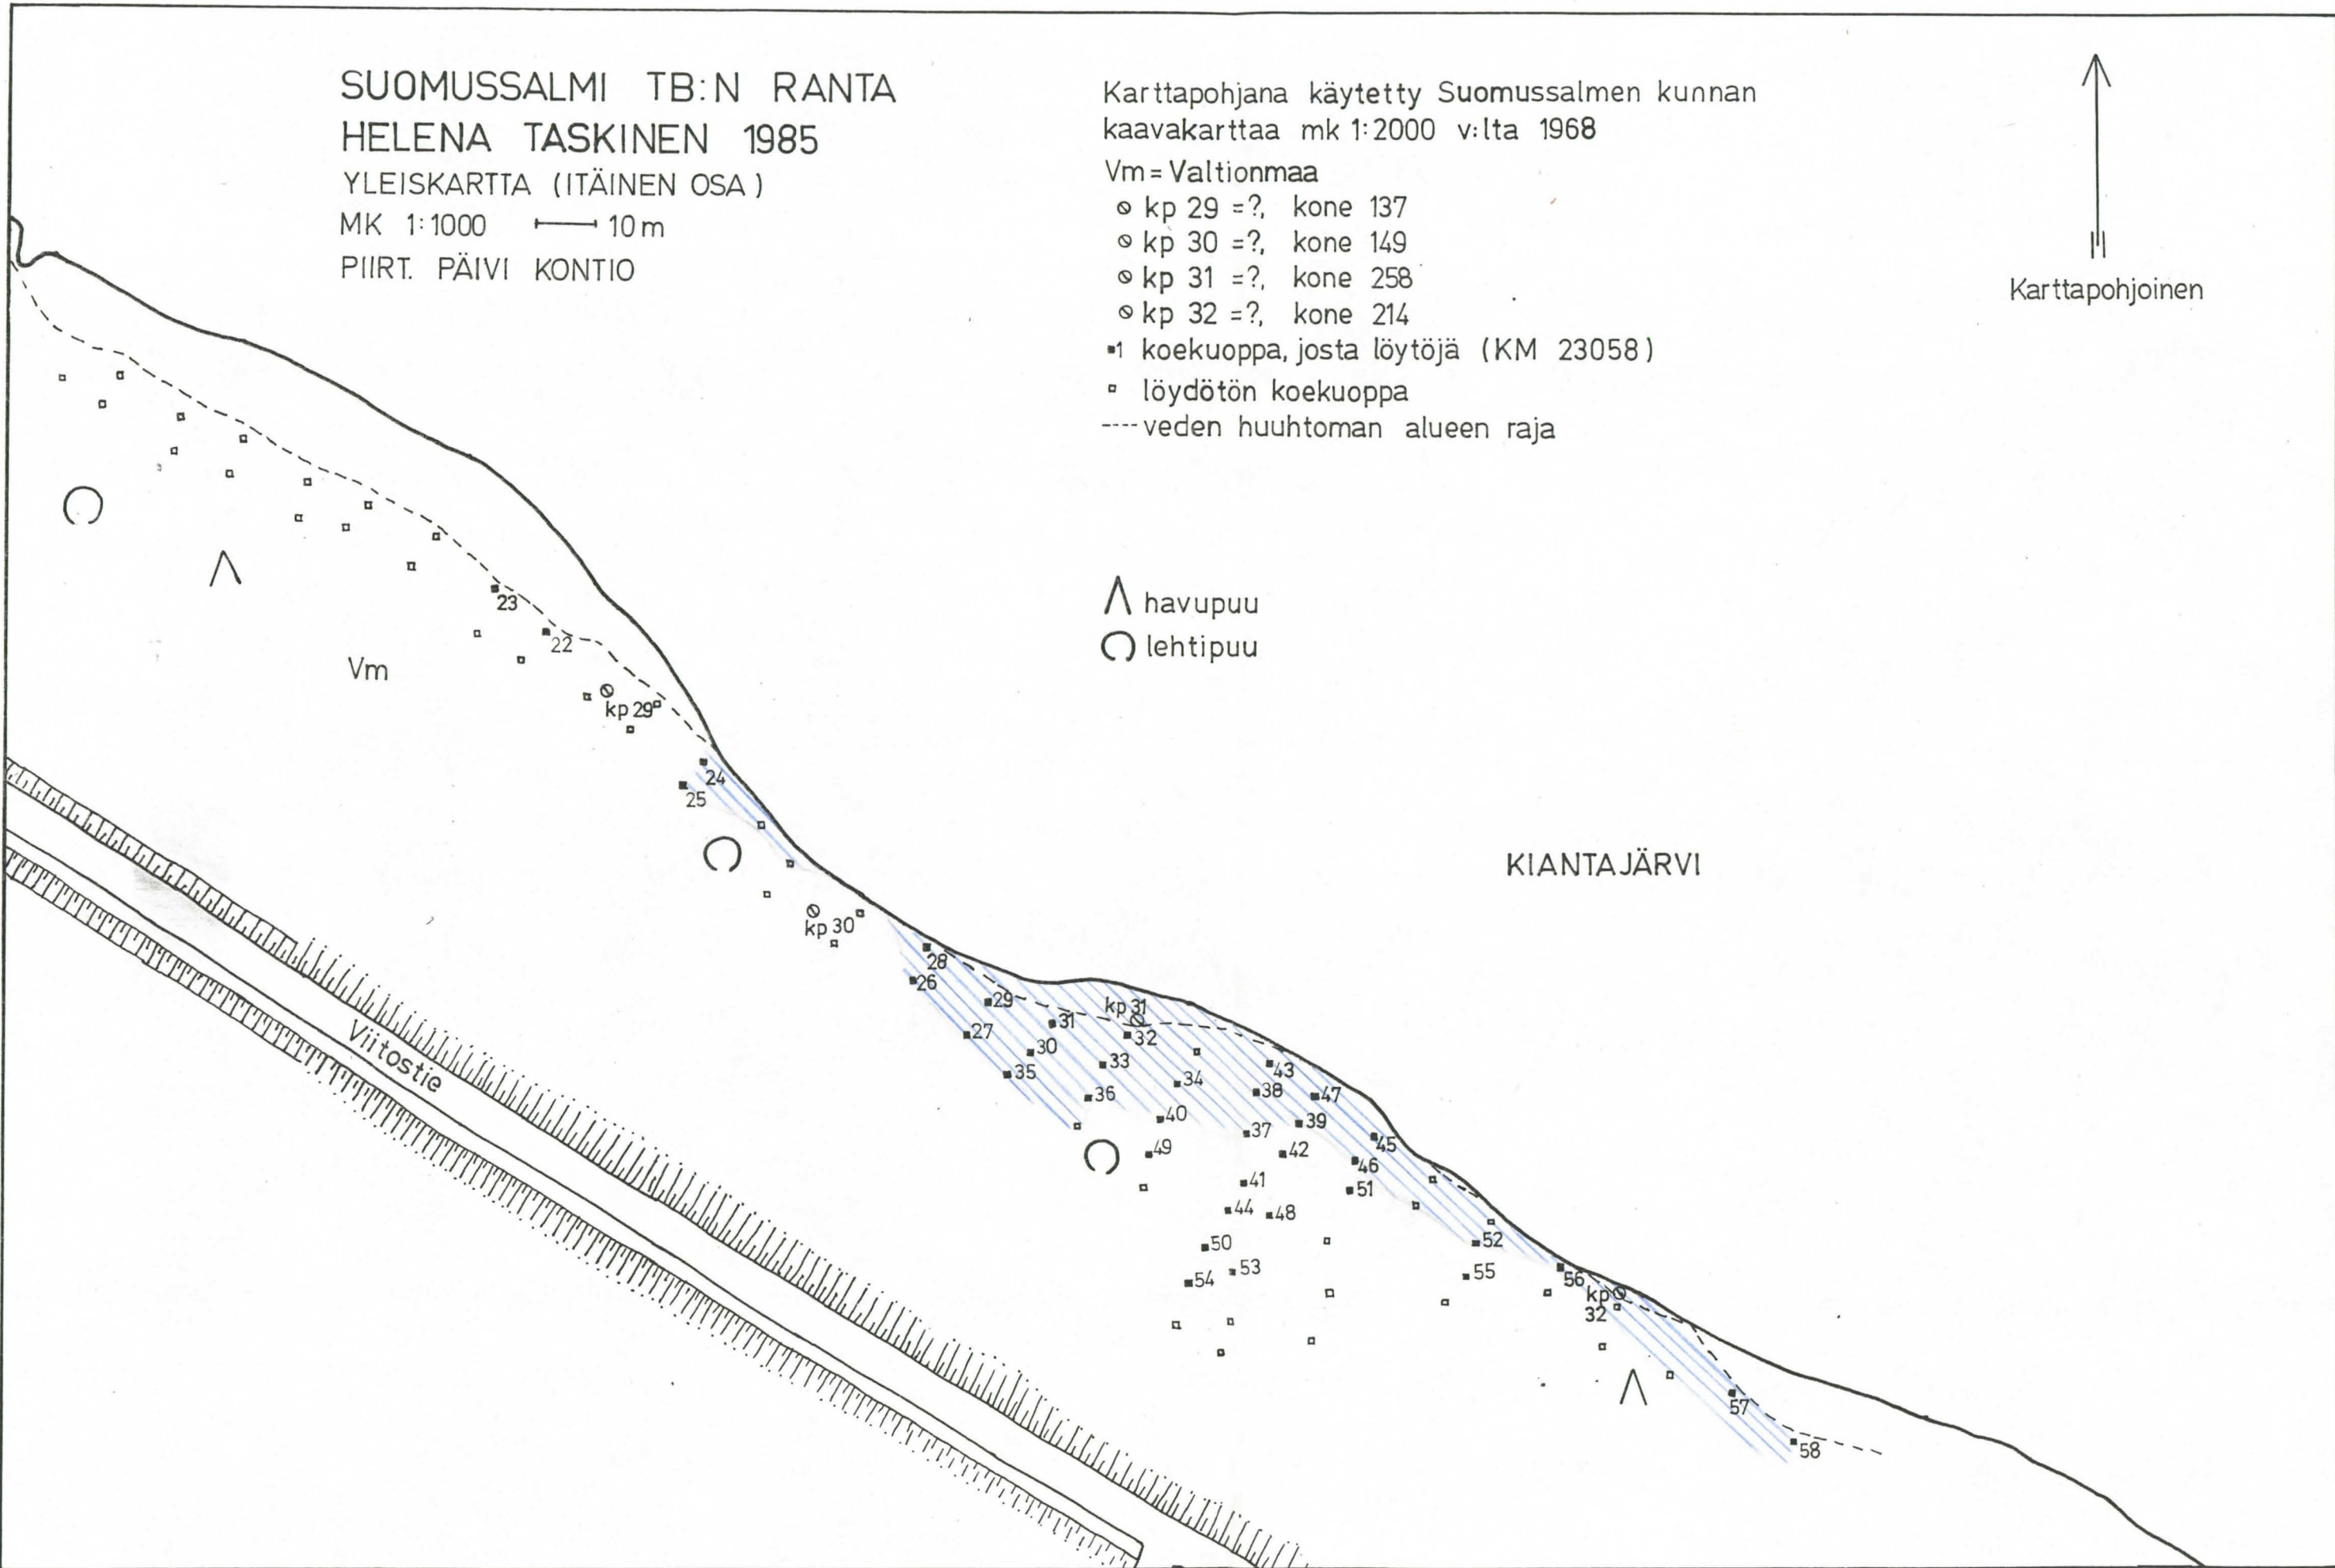 SUOMUSSALMI TB:N RANTA
HELENA TASKINEN 1985
YLEISKARTTA (ITÄINEN OSA)
MK 1:1000 10 m
PIIRT. PÄIVI KONTIO
Karttapohjana käytetty Suomussalmen kunnan
kaavakarttaa mk 1:2000 v:lta 1968
Vm = Valtionmaa
kp 29 =?, kone 137
kp 30 =?, kone 149
kp 31 =?, kone 258
kp 32 =?, kone 214
1 koekuoppa, josta löytöjä (KM 23058)
löydötön koekuoppa
---- veden huuhtoman alueen raja
Karttapohjoinen
havupuu
lehtipuu
23
22
Vm
kp 29
24
25
KIANTAJÄRVI
kp 30
28
26
29
kp 31
31
32
27
30
33
35
34
43
36
38
47
40
39
37
45
49
42
46
41
51
44
48
50
52
53
54
55
56
kp
32
57
58
Viitostie